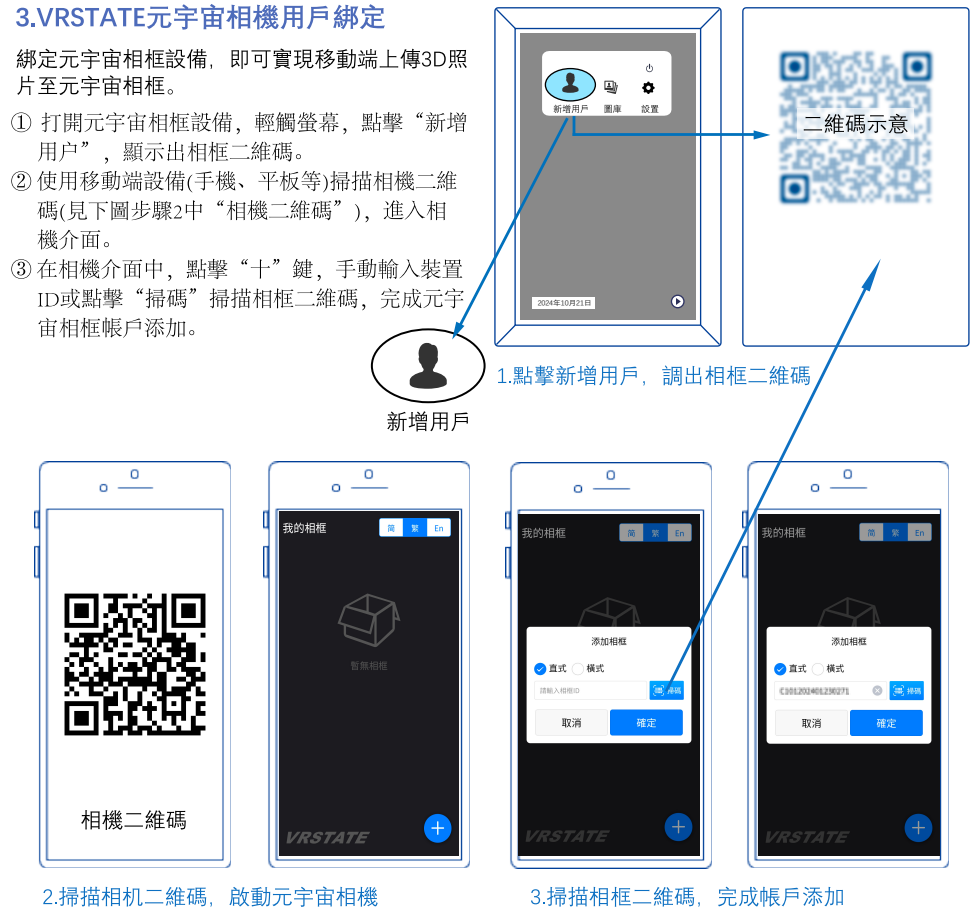 3.VRSTATE元宇宙相機用戶綁定
綁定元宇宙相框設備，即可實現移動端上傳3D照
片至元宇宙相框。
① 打開元宇宙相框設備，輕觸螢幕，點擊“新增
用户”，顯示出相框二維碼。
② 使用移動端設備(手機、平板等)掃描相機二維
碼(見下圖步驟2中“相機二維碼”)，進入相
機介面。
③ 在相機介面中，點擊“十”鍵，手動輸入裝置
ID或點擊“掃碼”掃描相框二維碼，完成元宇
宙相框帳戶添加。
新增用戶
新增用戶 圖庫 設置
2024年10月21日
二維碼示意
1.點擊新增用戶，調出相框二維碼
相機二維碼
我的相框 简 繁 En
暫無相框
VRSTATE
我的相框 简 繁 En
添加相框
直式 橫式
請輸入相框ID 掃碼
取消 確定
VRSTATE
我的相框 简 繁 En
添加相框
直式 橫式
C101202401230271 掃碼
取消 確定
VRSTATE
2.掃描相机二維碼，啟動元宇宙相機
3.掃描相框二維碼，完成帳戶添加